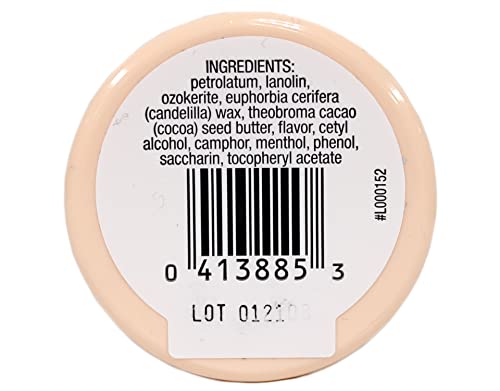 INGREDIENTS:
petrolatum, lanolin,
ozokerite, euphorbia cerifera
(candelilla) wax, theobroma cacao
(cocoa) seed butter, flavor, cetyl
alcohol, camphor, menthol, phenol,
saccharin, tocopheryl acetate
#L000152
0 413885 3
LOT